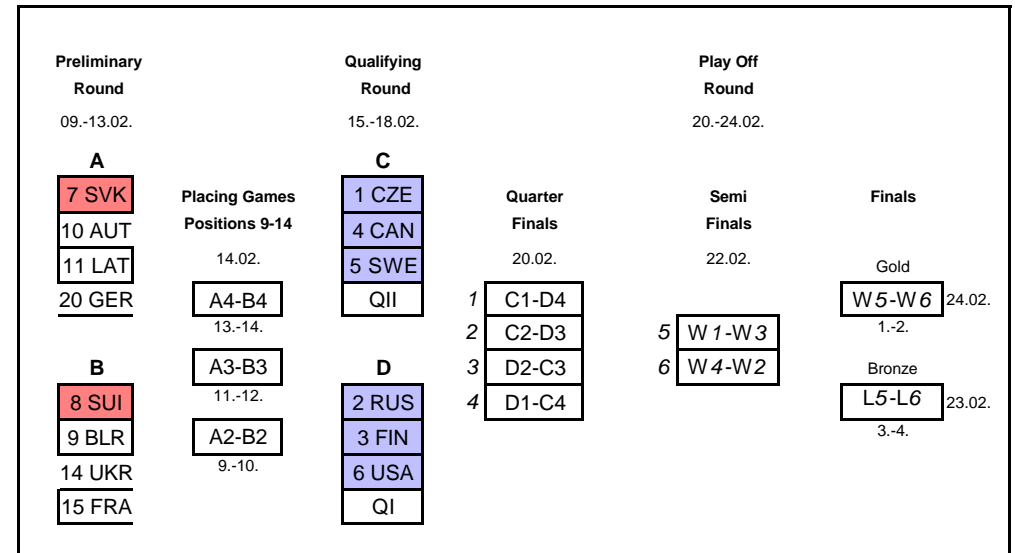 Preliminary
Round
09.-13.02.
A
7 SVK
10 AUT
11 LAT
20 GER
B
8 SUI
9 BLR
14 UKR
15 FRA
Placing Games
Positions 9-14
14.02.
A4-B4
13.-14.
A3-B3
11.-12.
A2-B2
9.-10.
Qualifying
Round
15.-18.02.
C
1 CZE
4 CAN
5 SWE
QII
D
2 RUS
3 FIN
6 USA
QI
Play Off
Round
20.-24.02.
Quarter
Finals
20.02.
1 C1-D4
2 C2-D3
3 D2-C3
4 D1-C4
Semi
Finals
22.02.
5 W1-W3
6 W4-W2
Finals
Gold
W5-W6 24.02.
1.-2.
Bronze
L5-L6 23.02.
3.-4.